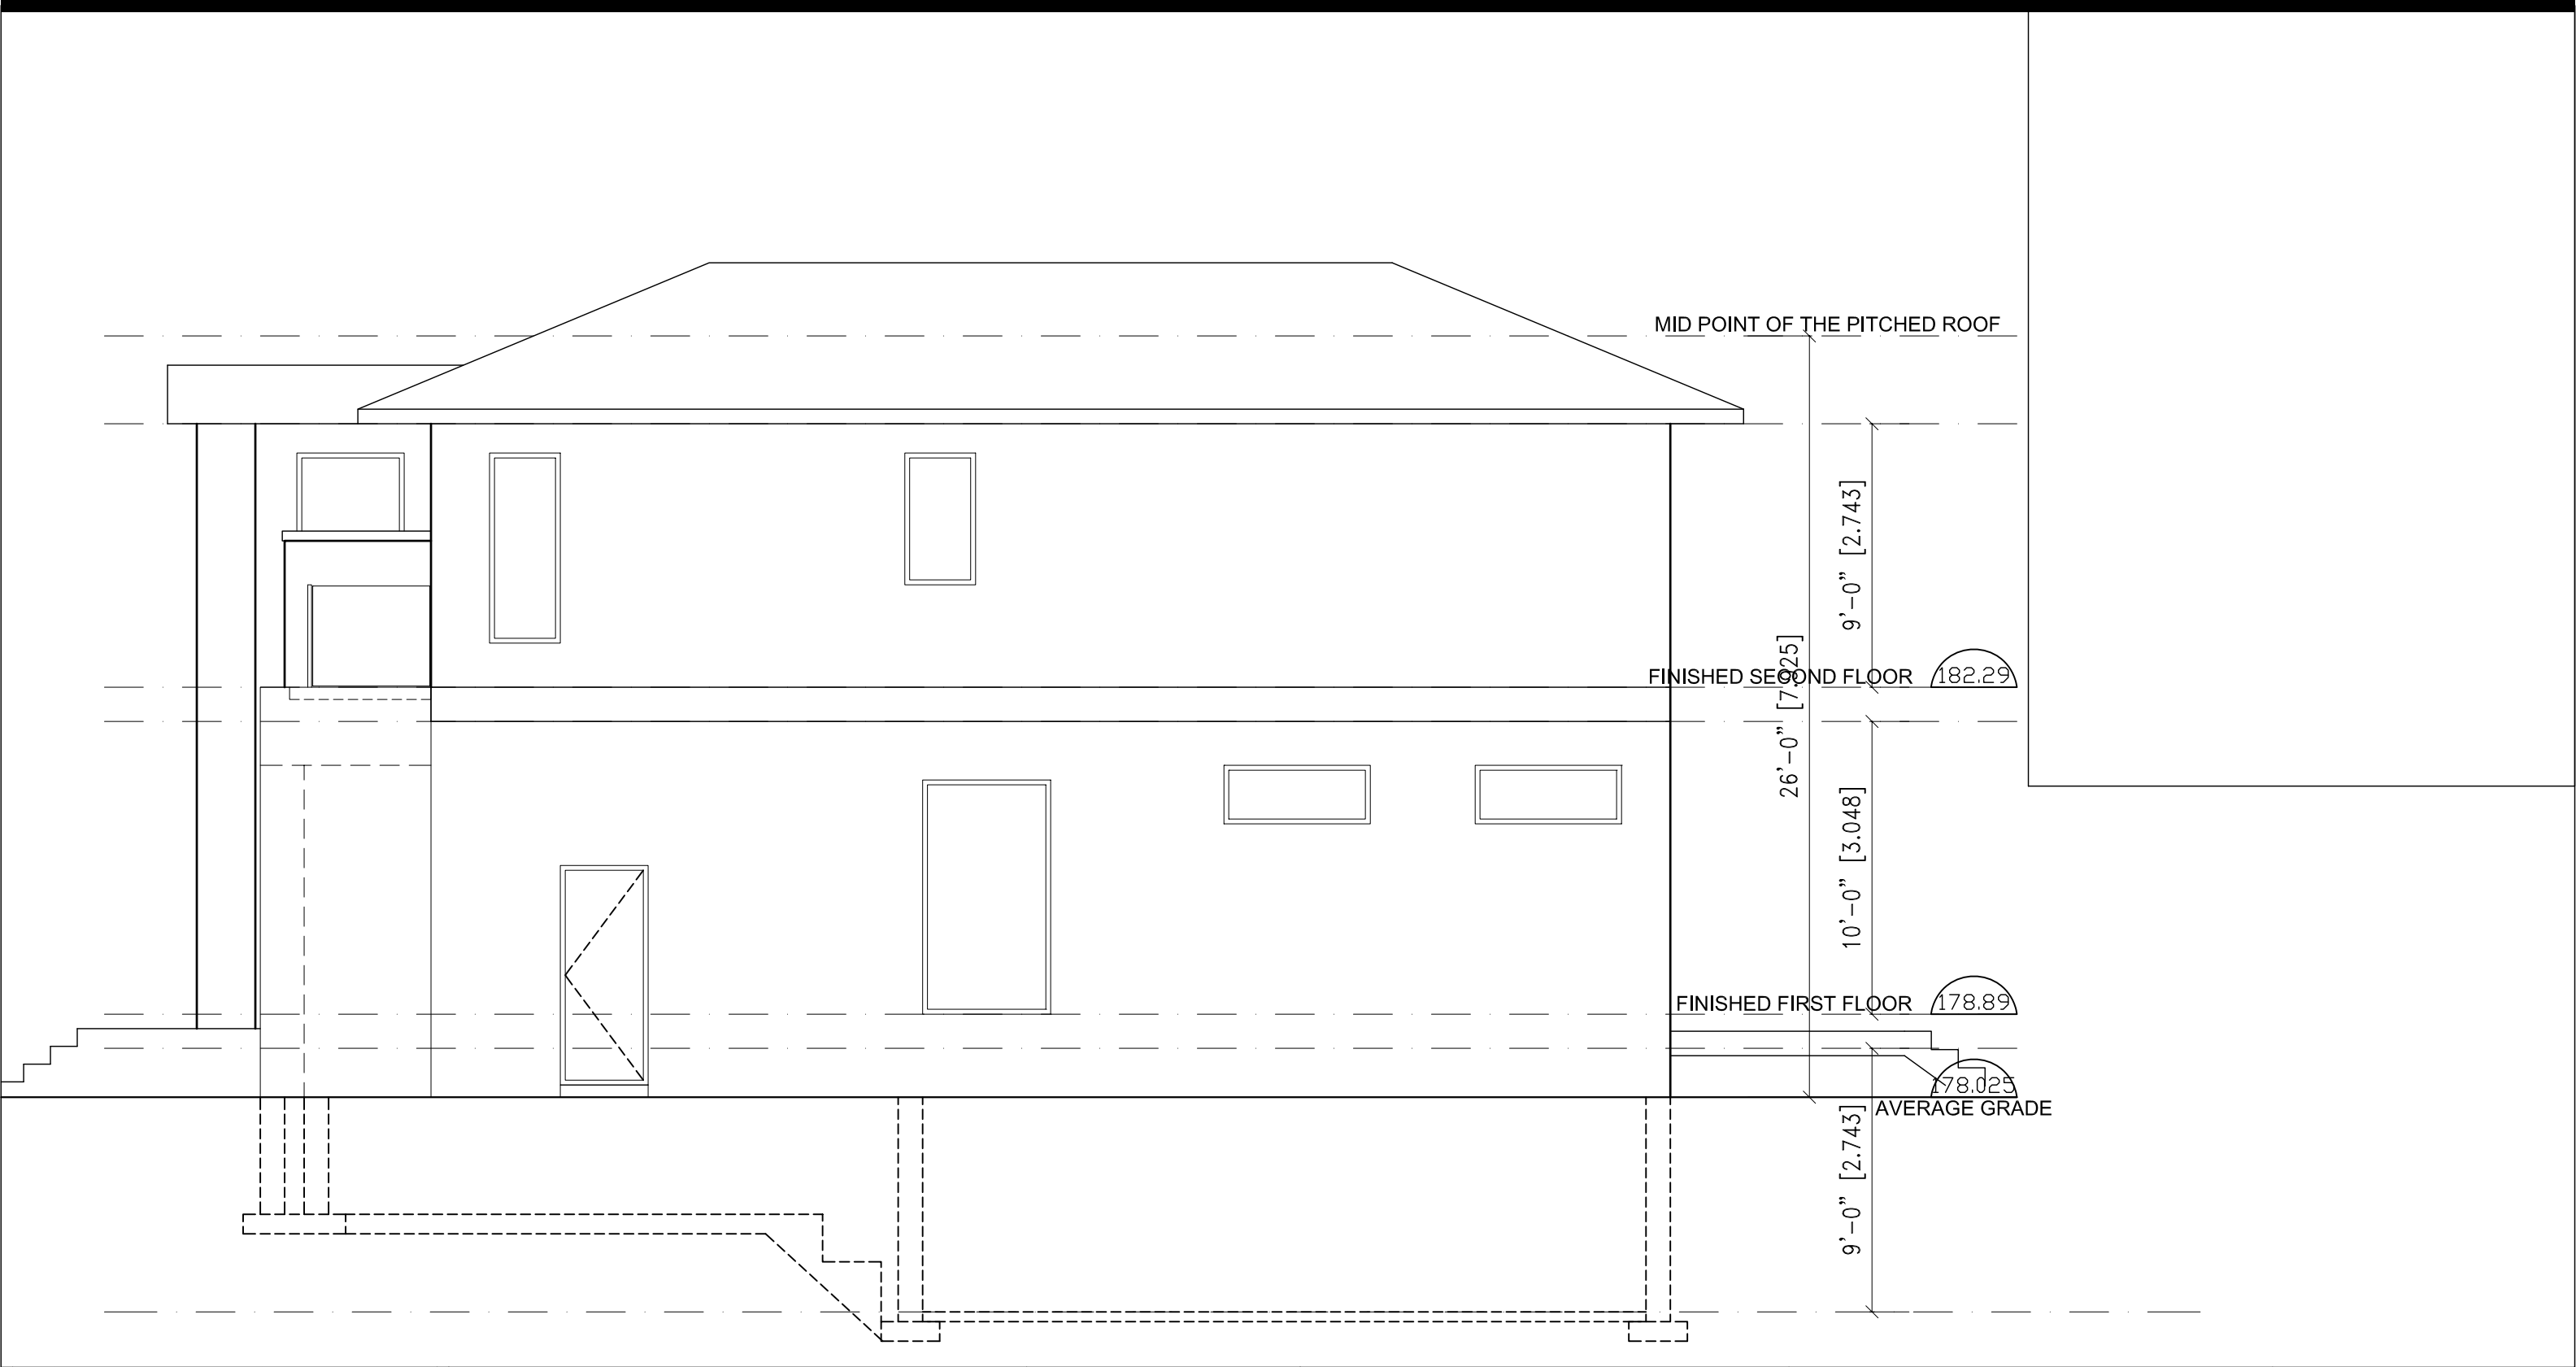 MID POINT OF THE PITCHED ROOF
9'-0" [2.743]
FINISHED SECOND FLOOR 182.29
26'-0" [7.925]
10'-0" [3.048]
FINISHED FIRST FLOOR 178.89
178.025
AVERAGE GRADE
9'-0" [2.743]